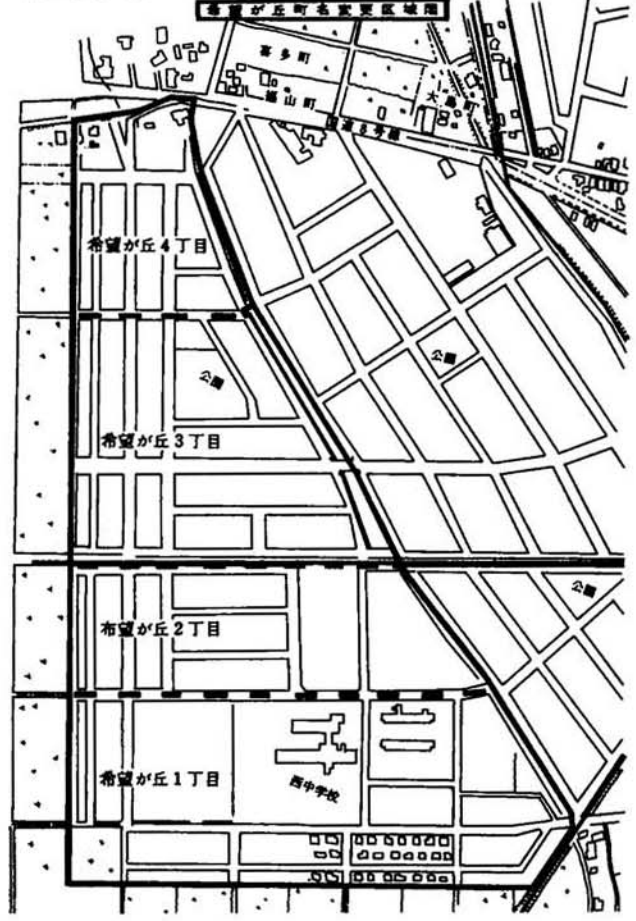 希望が丘町名変更区域図
喜多町
福山町
大島町
国道8号線
希望が丘4丁目
公園
公園
希望が丘3丁目
公園
布望が丘2丁目
希望が丘1丁目
西中学校